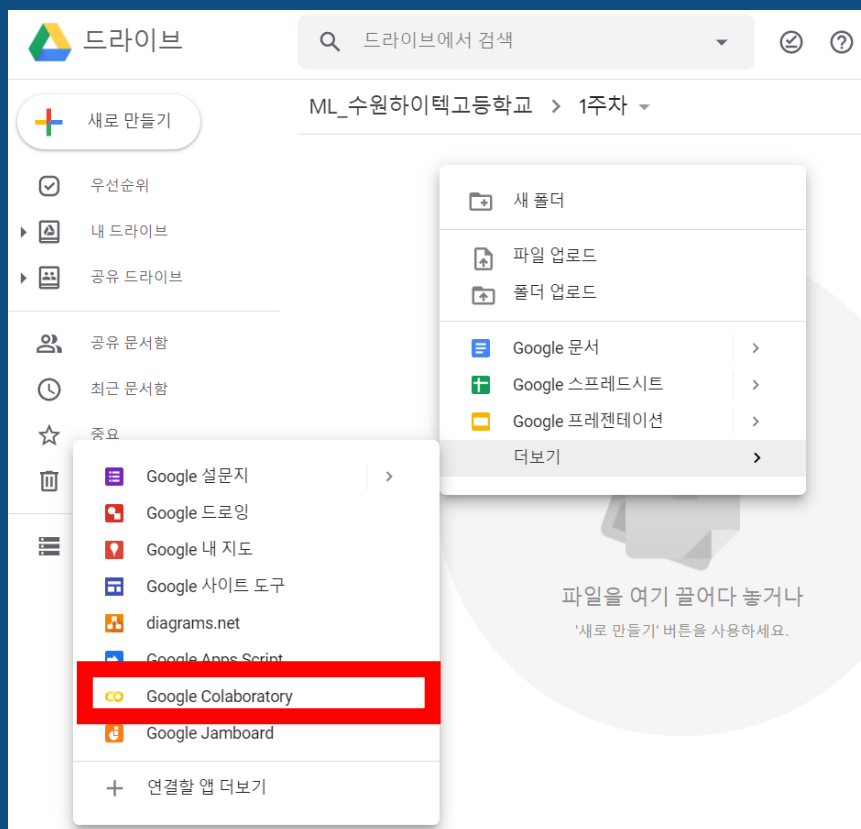 드라이브
드라이브에서 검색
새로 만들기
ML_수원하이텍고등학교 > 1주차
우선순위
내 드라이브
공유 드라이브
공유 문서함
최근 문서함
중요
새 폴더
파일 업로드
폴더 업로드
Google 문서
Google 스프레드시트
Google 프레젠테이션
더보기
Google 설문지
Google 드로잉
Google 내 지도
Google 사이트 도구
diagrams.net
Google Apps Script
Google Colaboratory
Google Jamboard
연결할 앱 더보기
파일을 여기 끌어다 놓거나
'새로 만들기' 버튼을 사용하세요.